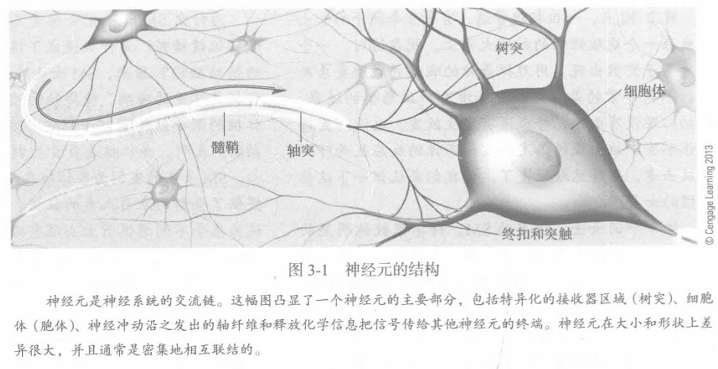 树突
细胞体
髓鞘
轴突
终扣和突触
© Cengage Learning 2013
图 3-1 神经元的结构
神经元是神经系统的交流链。这幅图凸显了一个神经元的主要部分，包括特异化的接收器区域（树突）、细胞
体（胞体）、神经冲动沿之发出的轴纤维和释放化学信息把信号传给其他神经元的终端。神经元在大小和形状上差
异很大，并且通常是密集地相互联结的。